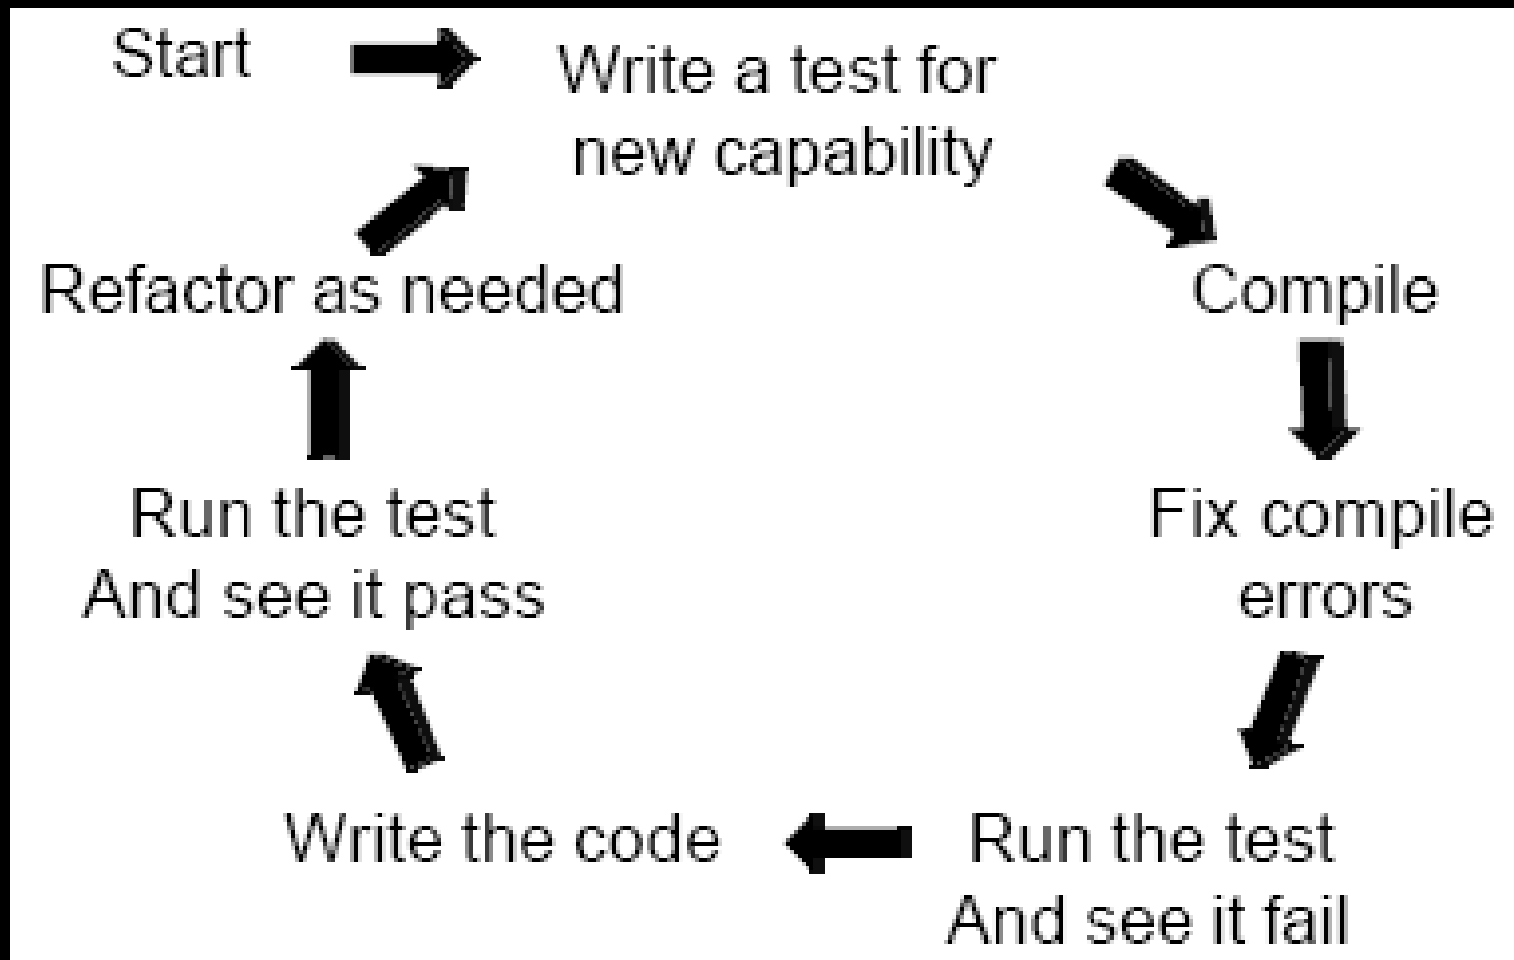 Start
Write a test for
new capability
Compile
Fix compile
errors
Run the test
And see it fail
Write the code
Run the test
And see it pass
Refactor as needed